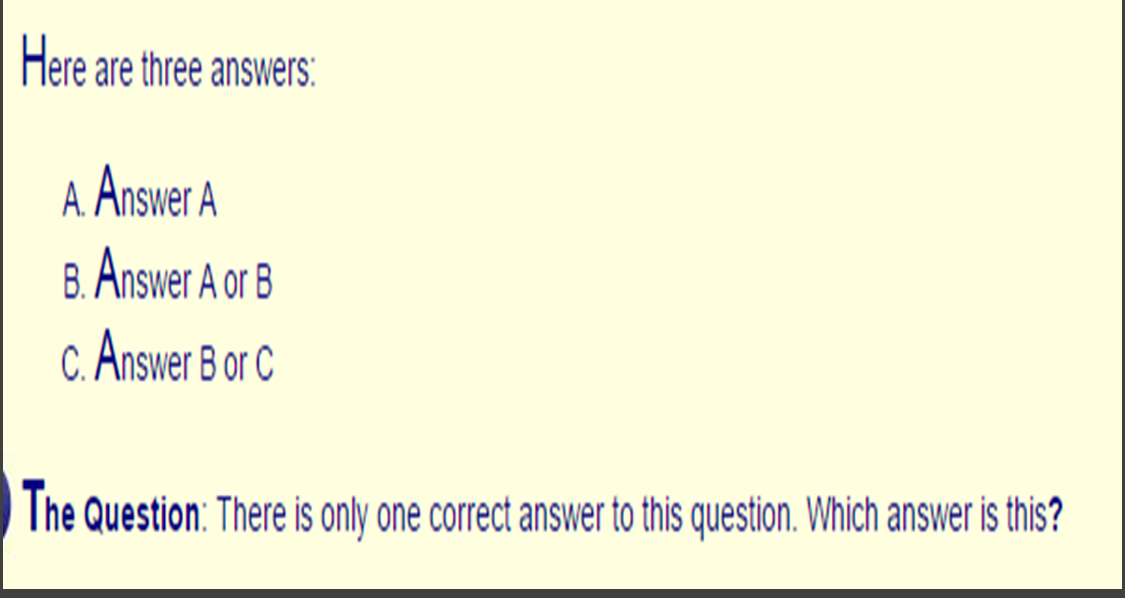 Here are three answers:
A. Answer A
B. Answer A or B
C. Answer B or C
The Question: There is only one correct answer to this question. Which answer is this?